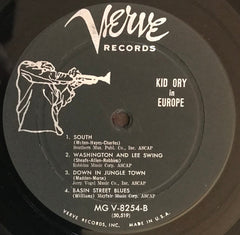 Verve
RECORDS
KID ORY
in
EUROPE
1. SOUTH
(Moten-Hayes-Charles)
Southern Mus. Publ. Co., Inc. ASCAP
2. WASHINGTON AND LEE SWING
(Sheafe-Allen-Robbins)
Robbins Music Corp. ASCAP
3. DOWN IN JUNGLE TOWN
(Madden-Morse)
Jerry Vogel Music Co., Inc. ASCAP
4. BASIN STREET BLUES
(Williams) Mayfair Music Corp. ASCAP
MG V-8254-B
(50,519)
VERVE RECORDS, INC. MADE IN U.S.A.